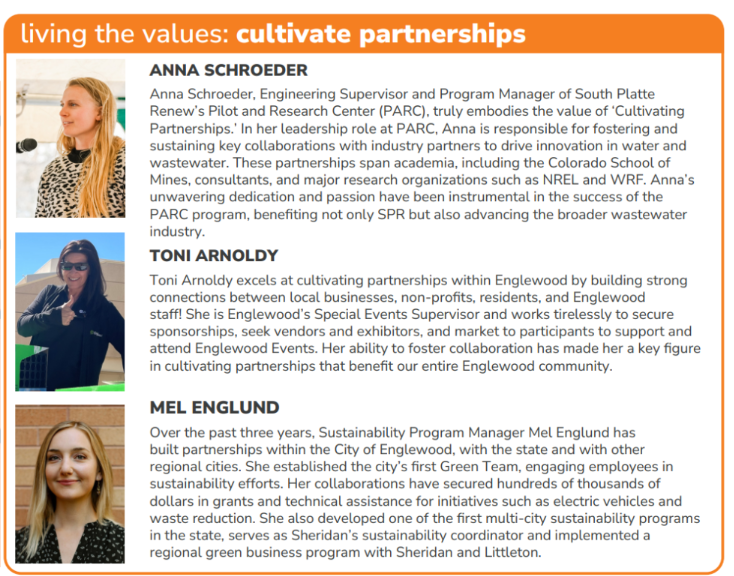 living the values: cultivate partnerships
ANNA SCHROEDER
Anna Schroeder, Engineering Supervisor and Program Manager of South Platte
Renew's Pilot and Research Center (PARC), truly embodies the value of 'Cultivating
Partnerships.' In her leadership role at PARC, Anna is responsible for fostering and
sustaining key collaborations with industry partners to drive innovation in water and
wastewater. These partnerships span academia, including the Colorado School of
Mines, consultants, and major research organizations such as NREL and WRF. Anna's
unwavering dedication and passion have been instrumental in the success of the
PARC program, benefiting not only SPR but also advancing the broader wastewater
industry.
TONI ARNOLDY
Toni Arnoldy excels at cultivating partnerships within Englewood by building strong
connections between local businesses, non-profits, residents, and Englewood
staff! She is Englewood's Special Events Supervisor and works tirelessly to secure
sponsorships, seek vendors and exhibitors, and market to participants to support and
attend Englewood Events. Her ability to foster collaboration has made her a key figure
in cultivating partnerships that benefit our entire Englewood community.
MEL ENGLUND
Over the past three years, Sustainability Program Manager Mel Englund has
built partnerships within the City of Englewood, with the state and with other
regional cities. She established the city's first Green Team, engaging employees in
sustainability efforts. Her collaborations have secured hundreds of thousands of
dollars in grants and technical assistance for initiatives such as electric vehicles and
waste reduction. She also developed one of the first multi-city sustainability programs
in the state, serves as Sheridan's sustainability coordinator and implemented a
regional green business program with Sheridan and Littleton.